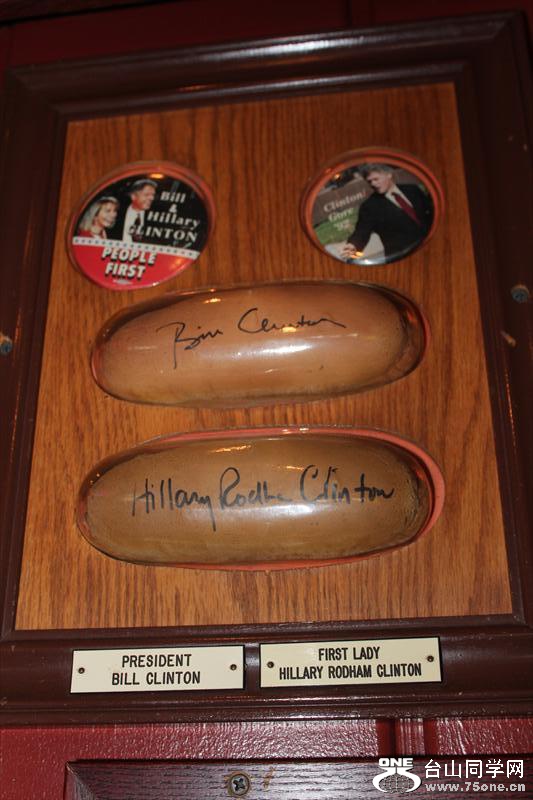 Bill
&
Hillary
CLINTON
PEOPLE
FIRST
Clinton
Gore
Bill Clinton
Hillary Rodham Clinton
PRESIDENT
BILL CLINTON
FIRST LADY
HILLARY RODHAM CLINTON
ONE 台山同学网
www.75one.cn